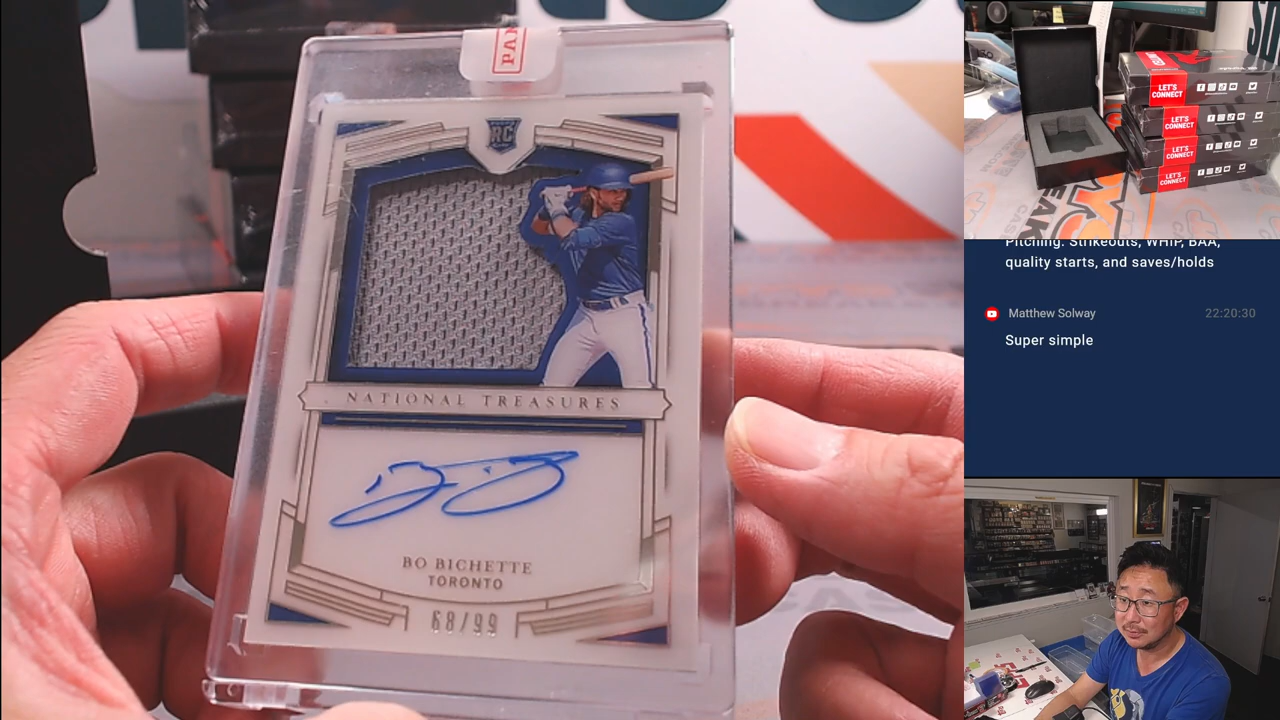 PAN
RC
NATIONAL TREASURES
BO BICHETTE
TORONTO
68/99
LET'S
CONNECT
LET'S
CONNECT
LET'S
CONNECT
LET'S
CONNECT
Pitching: Strikeouts, WHIP, BAA,
quality starts, and saves/holds
Matthew Solway 22:20:30
Super simple